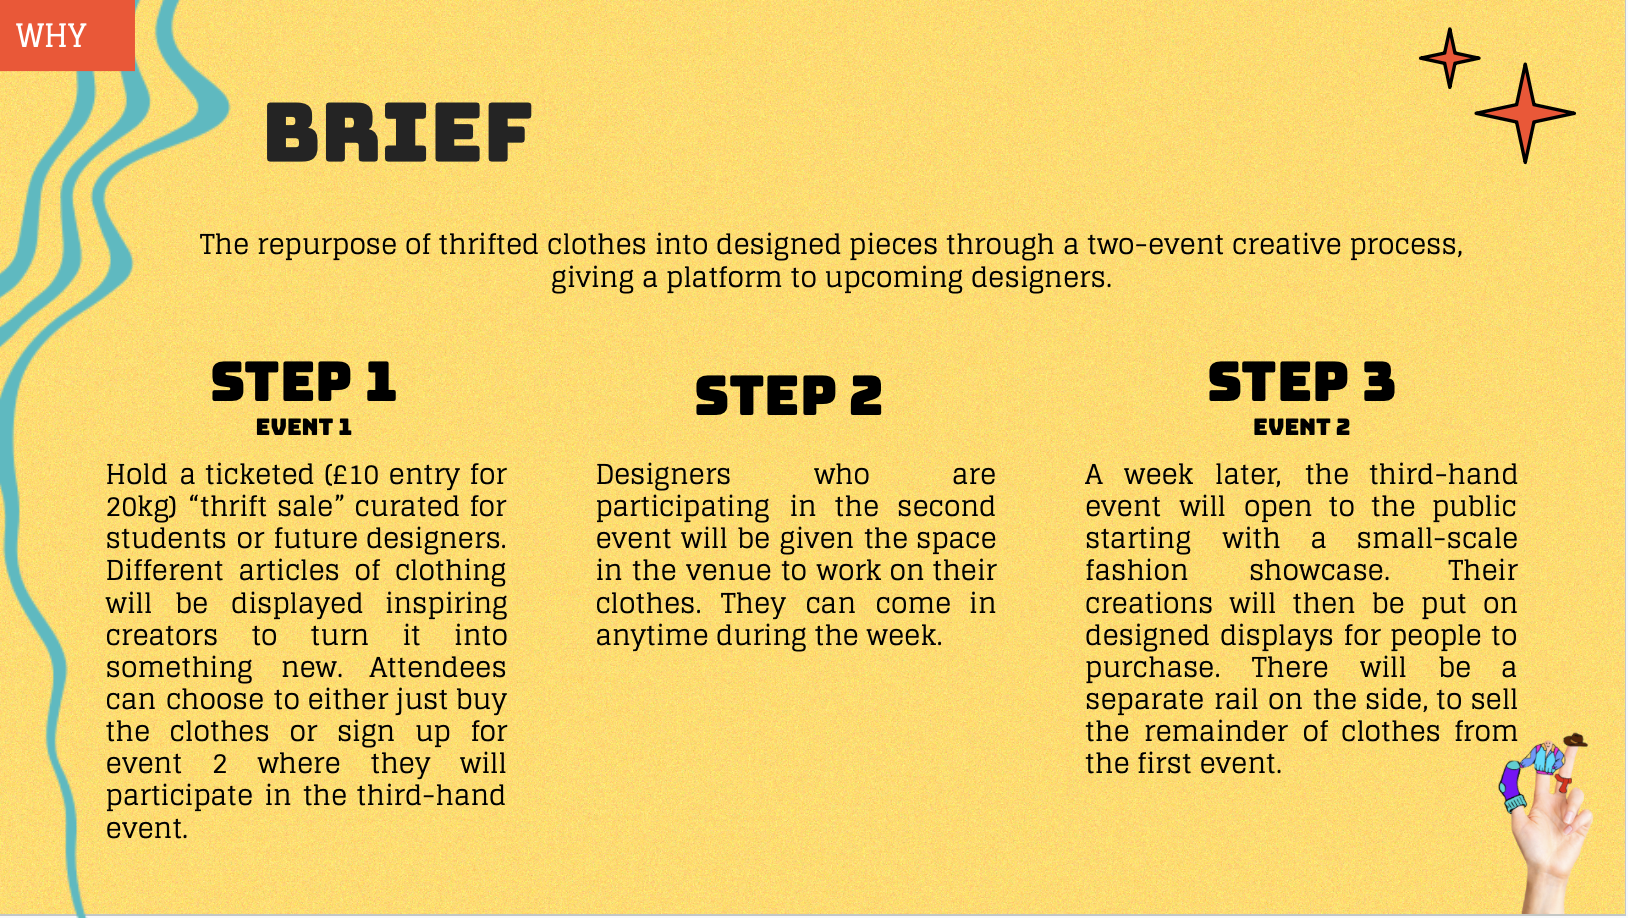 WHY
BRIEF
The repurpose of thrifted clothes into designed pieces through a two-event creative process,
giving a platform to upcoming designers.
STEP 1
EVENT 1
Hold a ticketed (£10 entry for
20kg) “thrift sale” curated for
students or future designers.
Different articles of clothing
will be displayed inspiring
creators to turn it into
something new. Attendees
can choose to either just buy
the clothes or sign up for
event 2 where they will
participate in the third-hand
event.
STEP 2
Designers who are
participating in the second
event will be given the space
in the venue to work on their
clothes. They can come in
anytime during the week.
STEP 3
EVENT 2
A week later, the third-hand
event will open to the public
starting with a small-scale
fashion showcase. Their
creations will then be put on
designed displays for people to
purchase. There will be a
separate rail on the side, to sell
the remainder of clothes from
the first event.